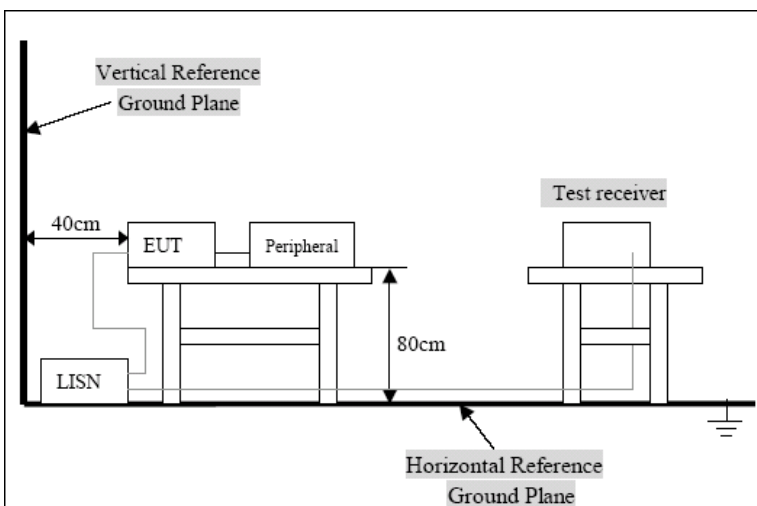 Vertical Reference
Ground Plane
Test receiver
40cm
EUT
Peripheral
80cm
LISN
Horizontal Reference
Ground Plane